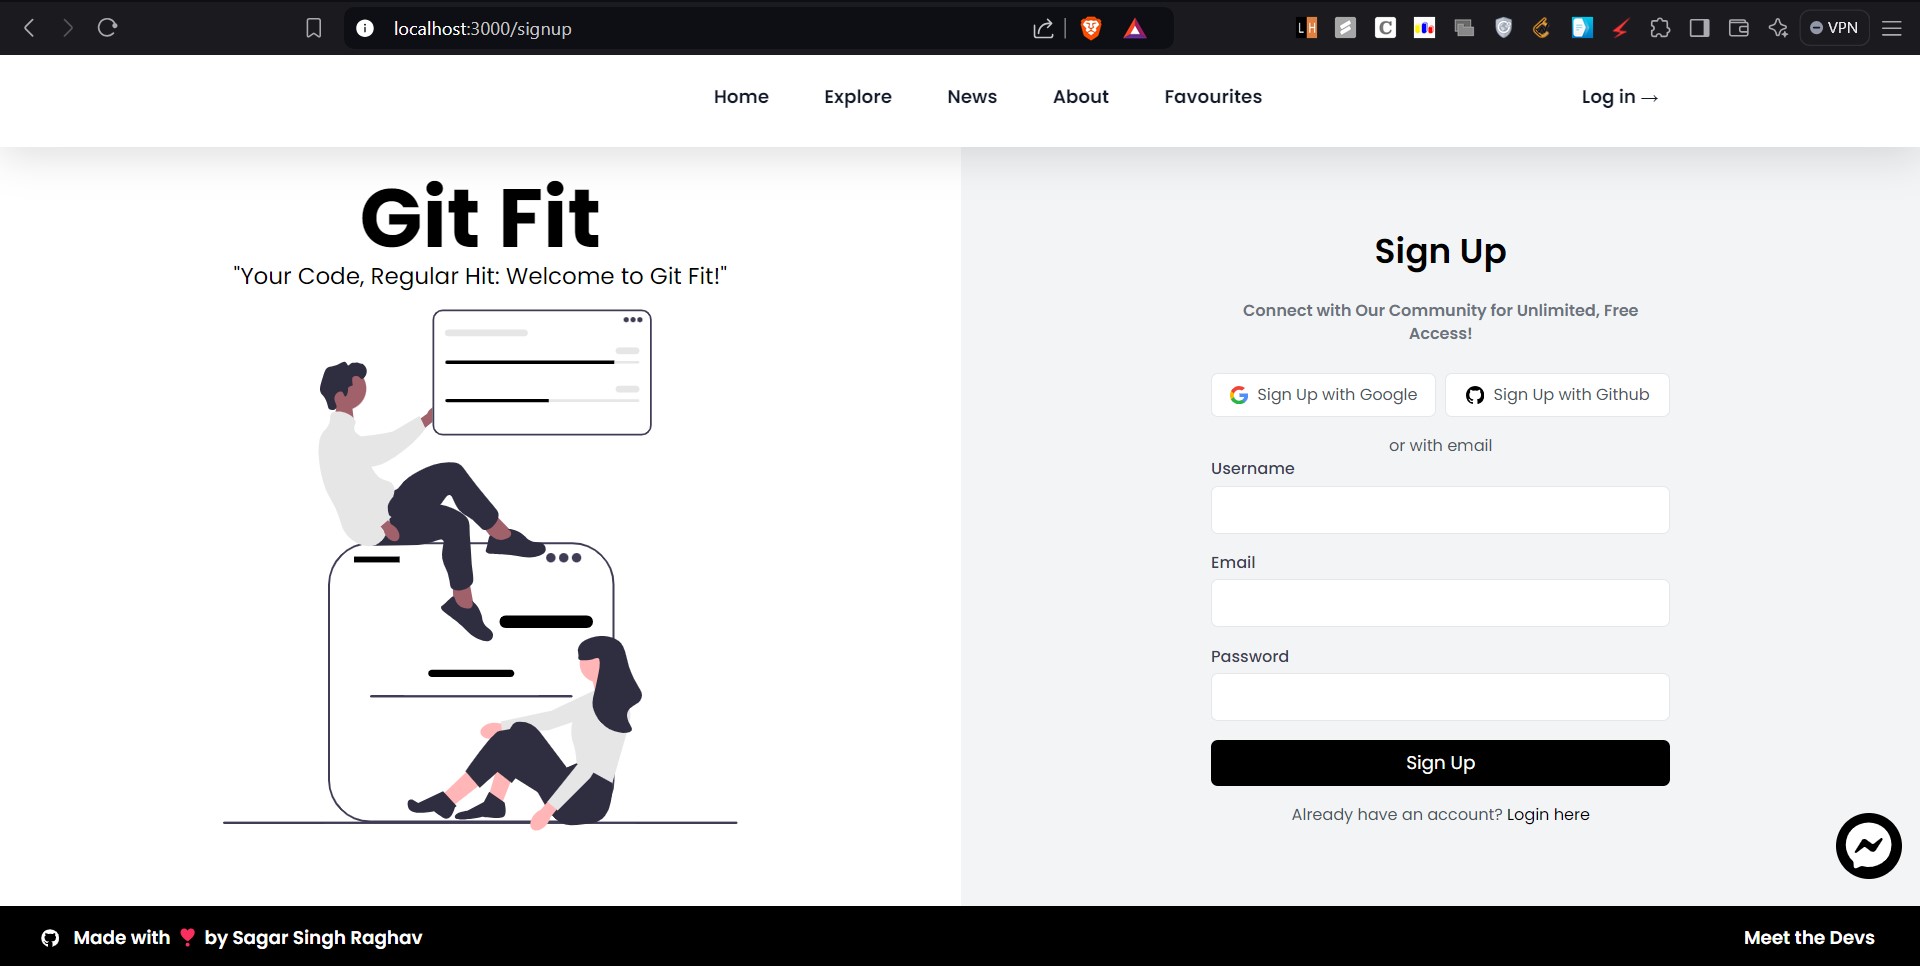 localhost:3000/signup
VPN
Home Explore News About Favourites Log in →
Git Fit
"Your Code, Regular Hit: Welcome to Git Fit!"
Sign Up
Connect with Our Community for Unlimited, Free
Access!
Sign Up with Google Sign Up with Github
or with email
Username
Email
Password
Sign Up
Already have an account? Login here
Made with ❣️ by Sagar Singh Raghav
Meet the Devs